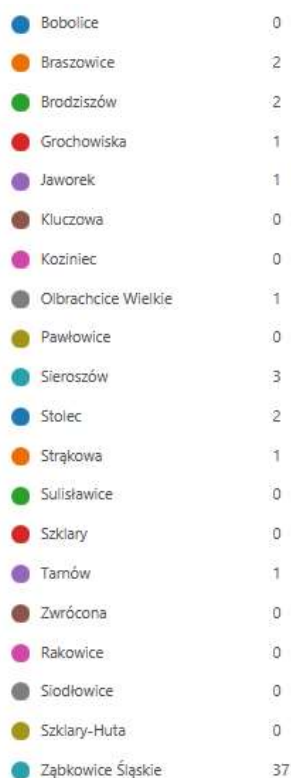 Bobolice 0
Braszowice 2
Brodziszów 2
Grochowiska 1
Jaworek 1
Kluczowa 0
Koziniec 0
Olbrachcice Wielkie 1
Pawłowice 0
Sieroszów 3
Stolec 2
Strąkowa 1
Sulisławice 0
Szklary 0
Tarnów 1
Zwrócona 0
Rakowice 0
Siodłowice 0
Szklary-Huta 0
Ząbkowice Śląskie 37